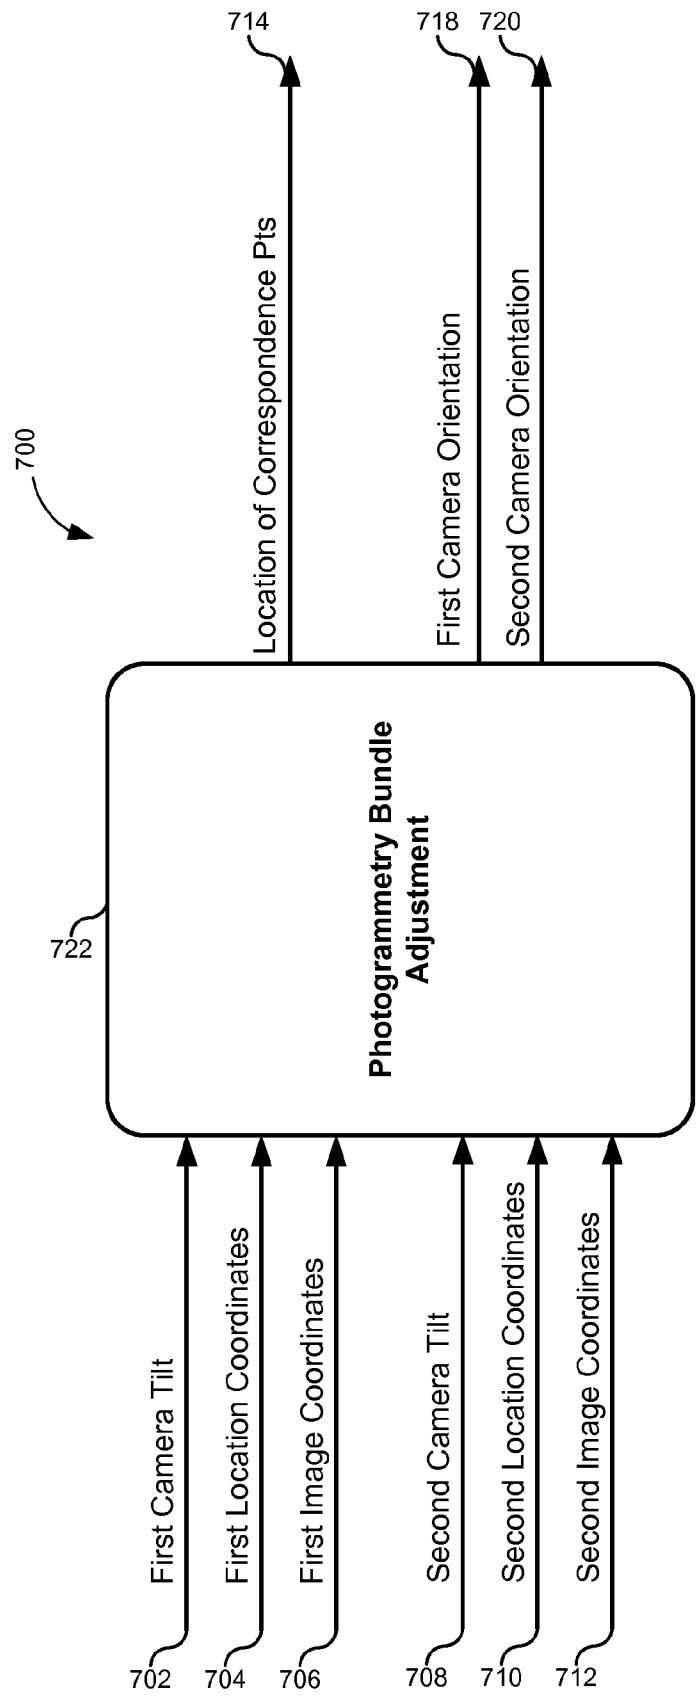 700
702
First Camera Tilt
704
First Location Coordinates
706
First Image Coordinates
708
Second Camera Tilt
710
Second Location Coordinates
712
Second Image Coordinates
722
Photogrammetry Bundle
Adjustment
Location of Correspondence Pts
714
First Camera Orientation
718
Second Camera Orientation
720